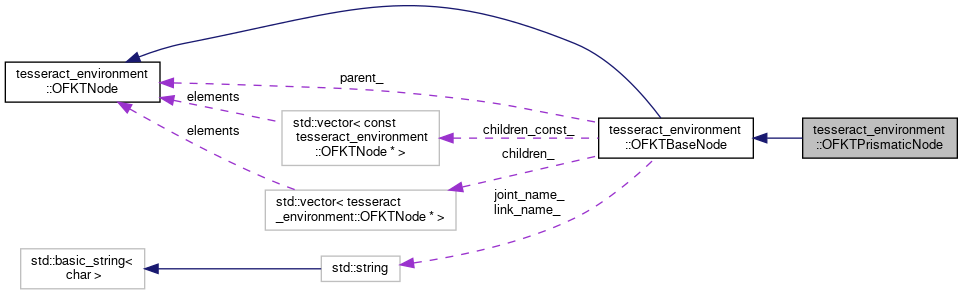 tesseract_environment
::OFKTNode
parent_
elements
elements
std::vector< const
tesseract_environment
::OFKTNode * >
children_const_
std::vector< tesseract
_environment::OFKTNode * >
children_
joint_name_
link_name_
tesseract_environment
::OFKTBaseNode
tesseract_environment
::OFKTPrismaticNode
std::basic_string<
char >
std::string